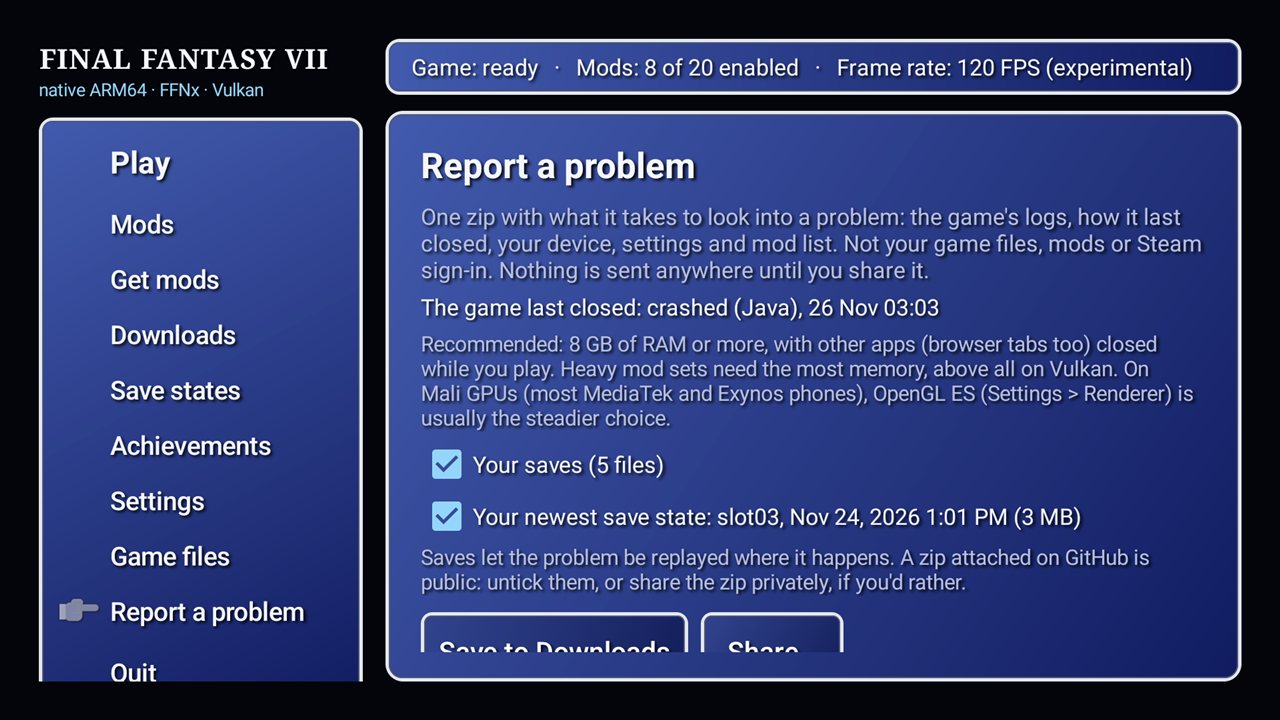 FINAL FANTASY VII
native ARM64 · FFNx · Vulkan
Game: ready · Mods: 8 of 20 enabled · Frame rate: 120 FPS (experimental)
Play
Mods
Get mods
Downloads
Save states
Achievements
Settings
Game files
Report a problem
Quit
Report a problem
One zip with what it takes to look into a problem: the game's logs, how it last
closed, your device, settings and mod list. Not your game files, mods or Steam
sign-in. Nothing is sent anywhere until you share it.
The game last closed: crashed (Java), 26 Nov 03:03
Recommended: 8 GB of RAM or more, with other apps (browser tabs too) closed
while you play. Heavy mod sets need the most memory, above all on Vulkan. On
Mali GPUs (most MediaTek and Exynos phones), OpenGL ES (Settings > Renderer) is
usually the steadier choice.
Your saves (5 files)
Your newest save state: slot03, Nov 24, 2026 1:01 PM (3 MB)
Saves let the problem be replayed where it happens. A zip attached on GitHub is
public: untick them, or share the zip privately, if you'd rather.
Save to Downloads
Share